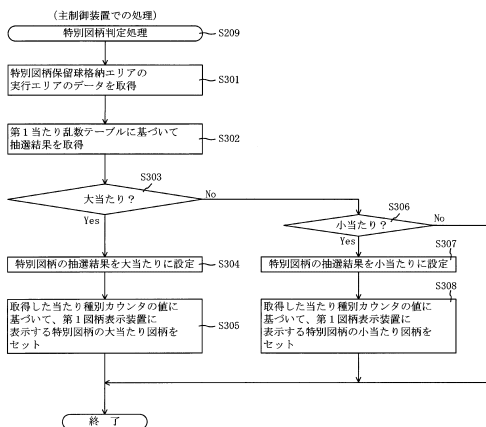 （主制御装置での処理）
特別図柄判定処理
S209
特別図柄保留球格納エリアの
実行エリアのデータを取得
S301
第１当たり乱数テーブルに基づいて
抽選結果を取得
S302
S303
大当たり？
No
Yes
S306
小当たり？
No
Yes
特別図柄の抽選結果を大当たりに設定
S304
S307
特別図柄の抽選結果を小当たりに設定
取得した当たり種別カウンタの値に
基づいて、第１図柄表示装置に
表示する特別図柄の大当たり図柄を
セット
S305
S308
取得した当たり種別カウンタの値に
基づいて、第１図柄表示装置に
表示する特別図柄の小当たり図柄を
セット
終　了